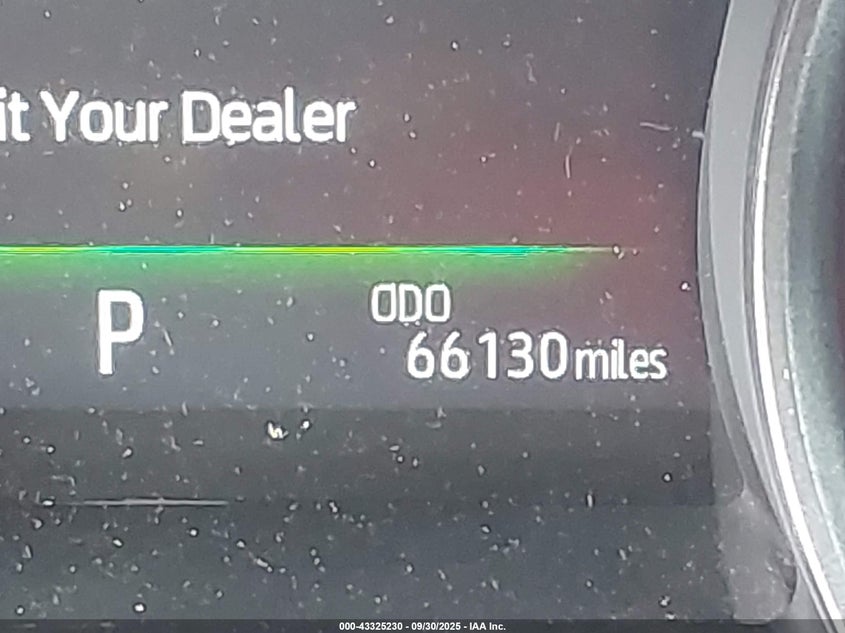 it Your Dealer
P
ODO
66130 miles
000-43325230 - 09/30/2025 - IAA Inc.